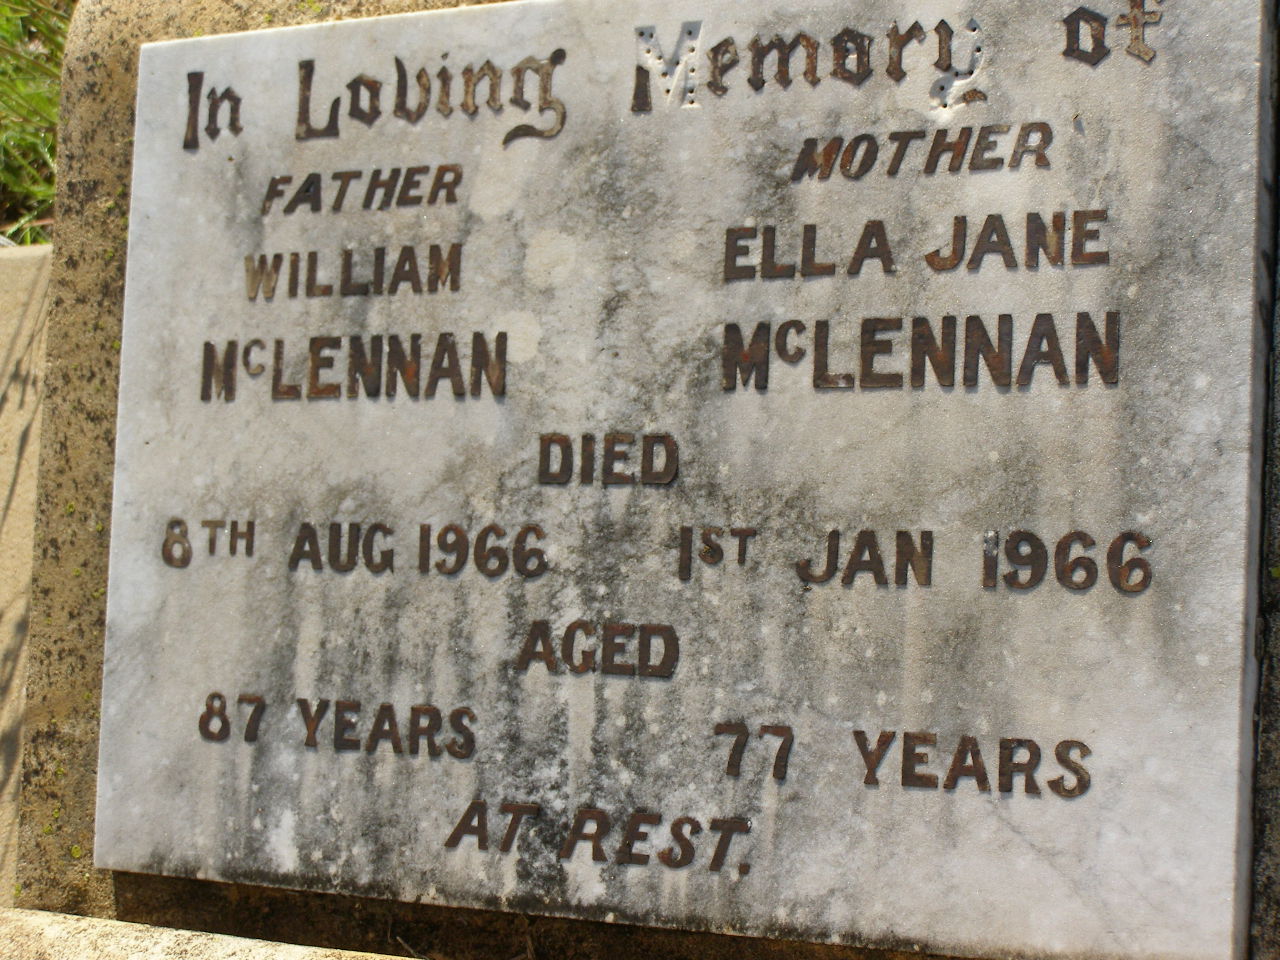 In Loving Memory of
FATHER MOTHER
WILLIAM ELLA JANE
McLENNAN McLENNAN
DIED
8TH AUG 1966 1ST JAN 1966
AGED
87 YEARS 77 YEARS
AT REST.